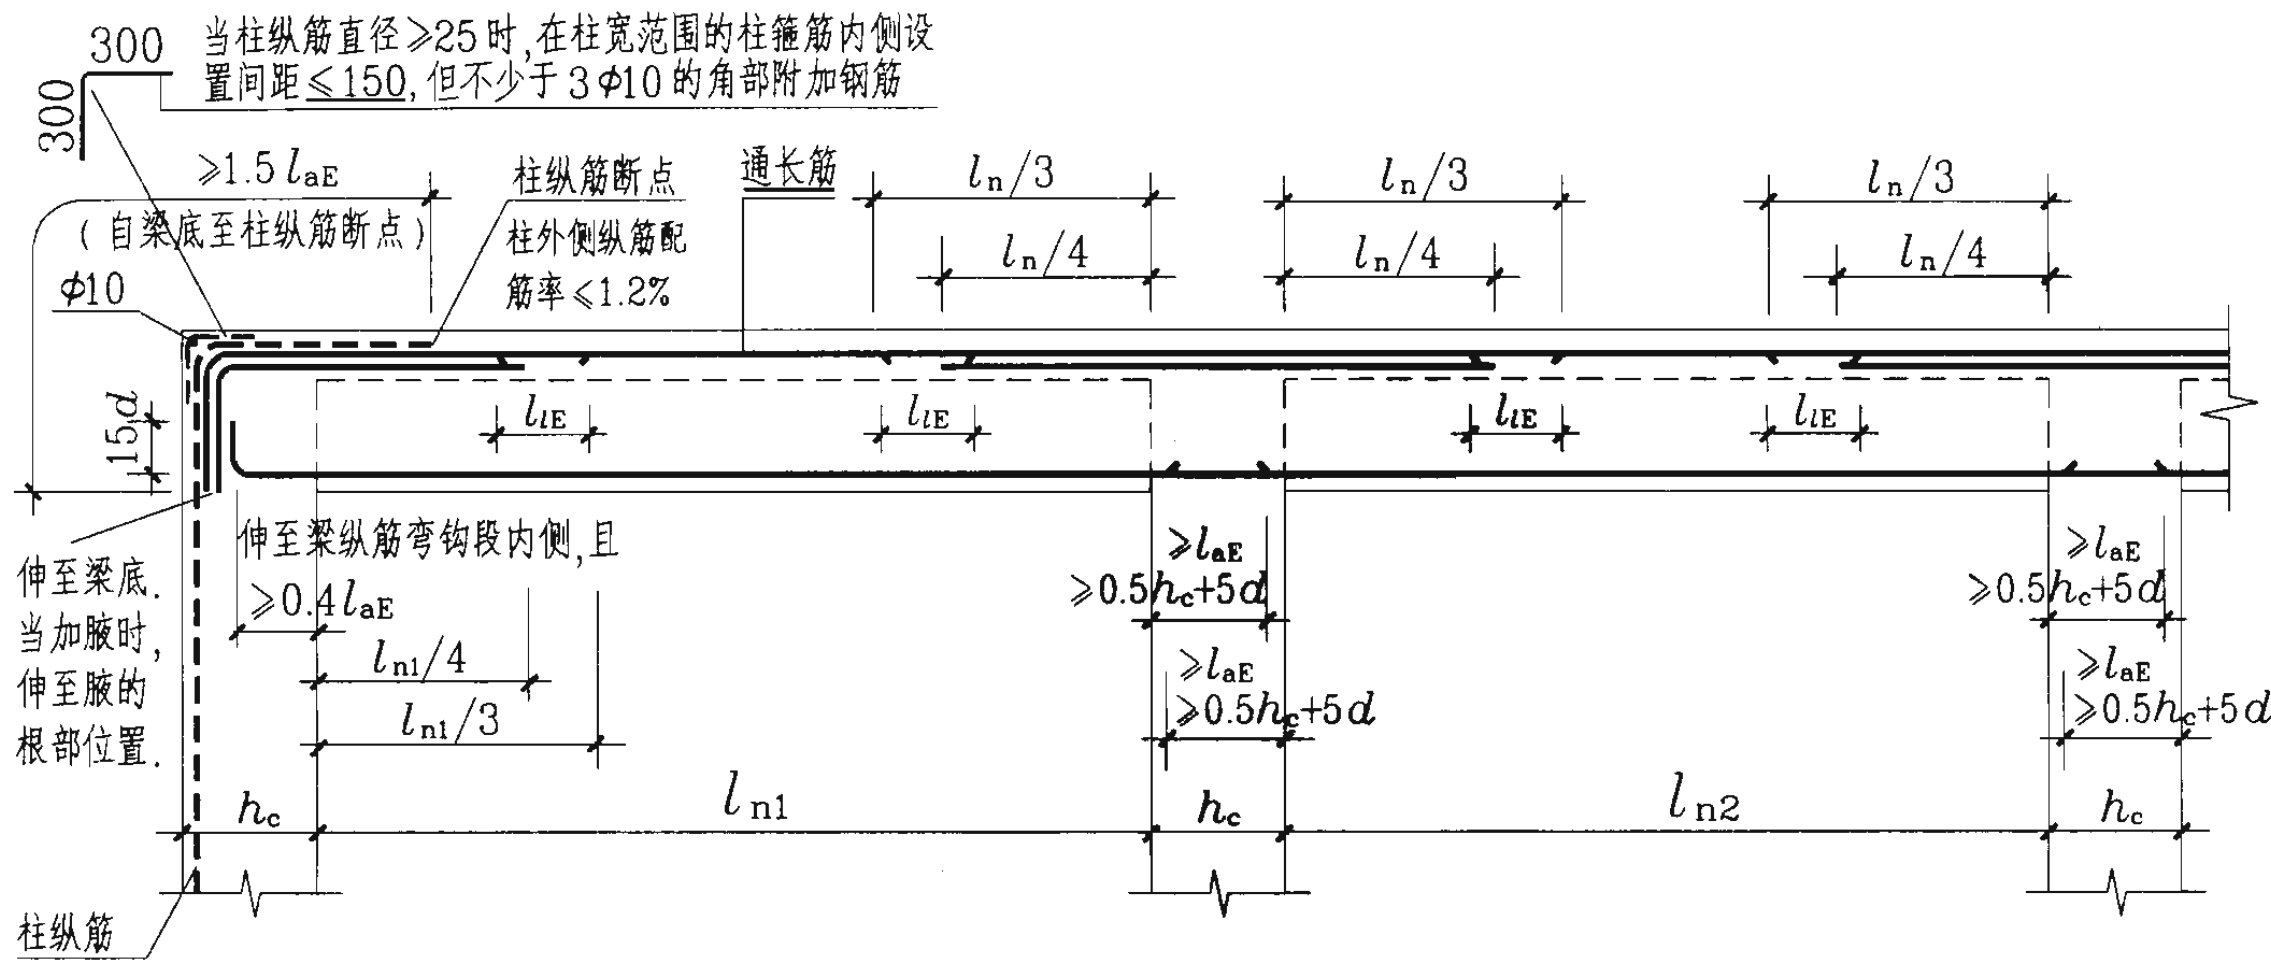 300
300
当柱纵筋直径≥25时,在柱宽范围的柱箍筋内侧设
置间距≤150,但不少于3ϕ10的角部附加钢筋
≥1.5laE
(自梁底至柱纵筋断点)
ϕ10
柱纵筋断点
柱外侧纵筋配
筋率≤1.2%
通长筋
ln/3
ln/3
ln/3
ln/4
ln/4
ln/4
15d
llE
llE
llE
llE
伸至梁底.
当加腋时,
伸至腋的
根部位置.
伸至梁纵筋弯钩段内侧,且
≥0.4laE
ln1/4
ln1/3
≥laE
≥0.5hc+5d
≥laE
≥0.5hc+5d
≥laE
≥0.5hc+5d
≥laE
≥0.5hc+5d
hc
ln1
hc
ln2
hc
柱纵筋